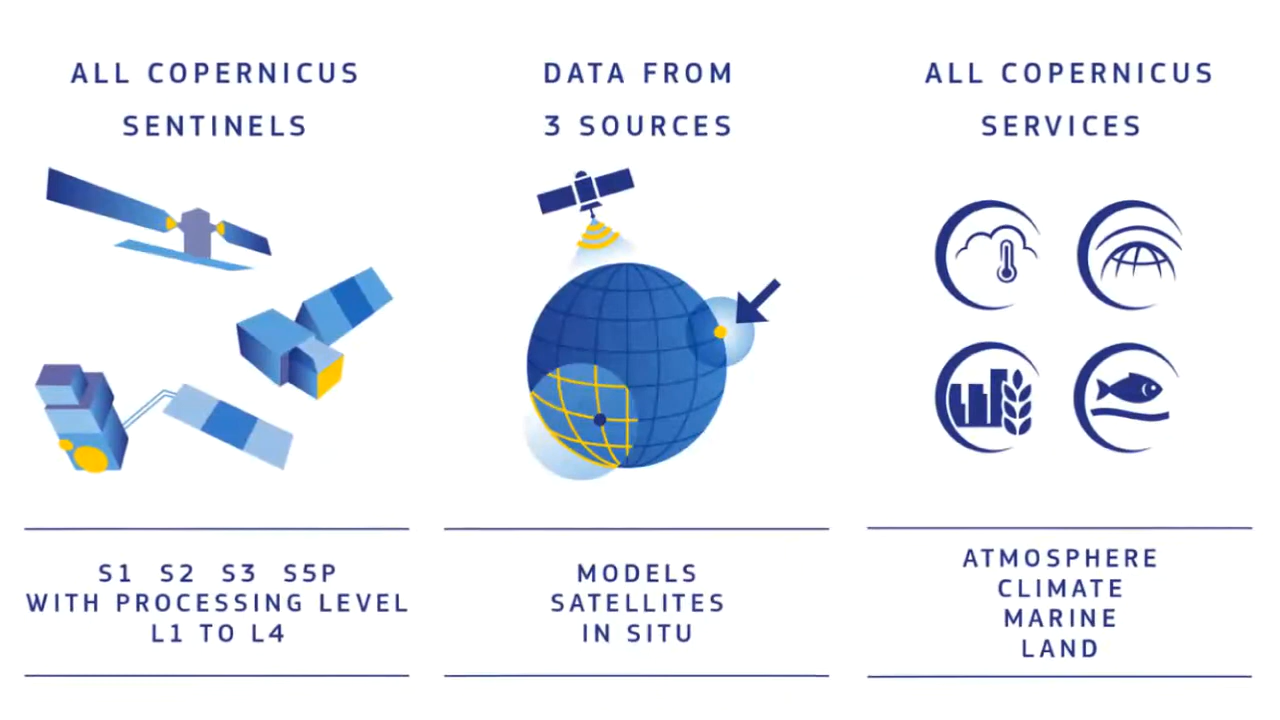 ALL COPERNICUS
SENTINELS
S1 S2 S3 S5P
WITH PROCESSING LEVEL
L1 TO L4
DATA FROM
3 SOURCES
MODELS
SATELLITES
IN SITU
ALL COPERNICUS
SERVICES
ATMOSPHERE
CLIMATE
MARINE
LAND